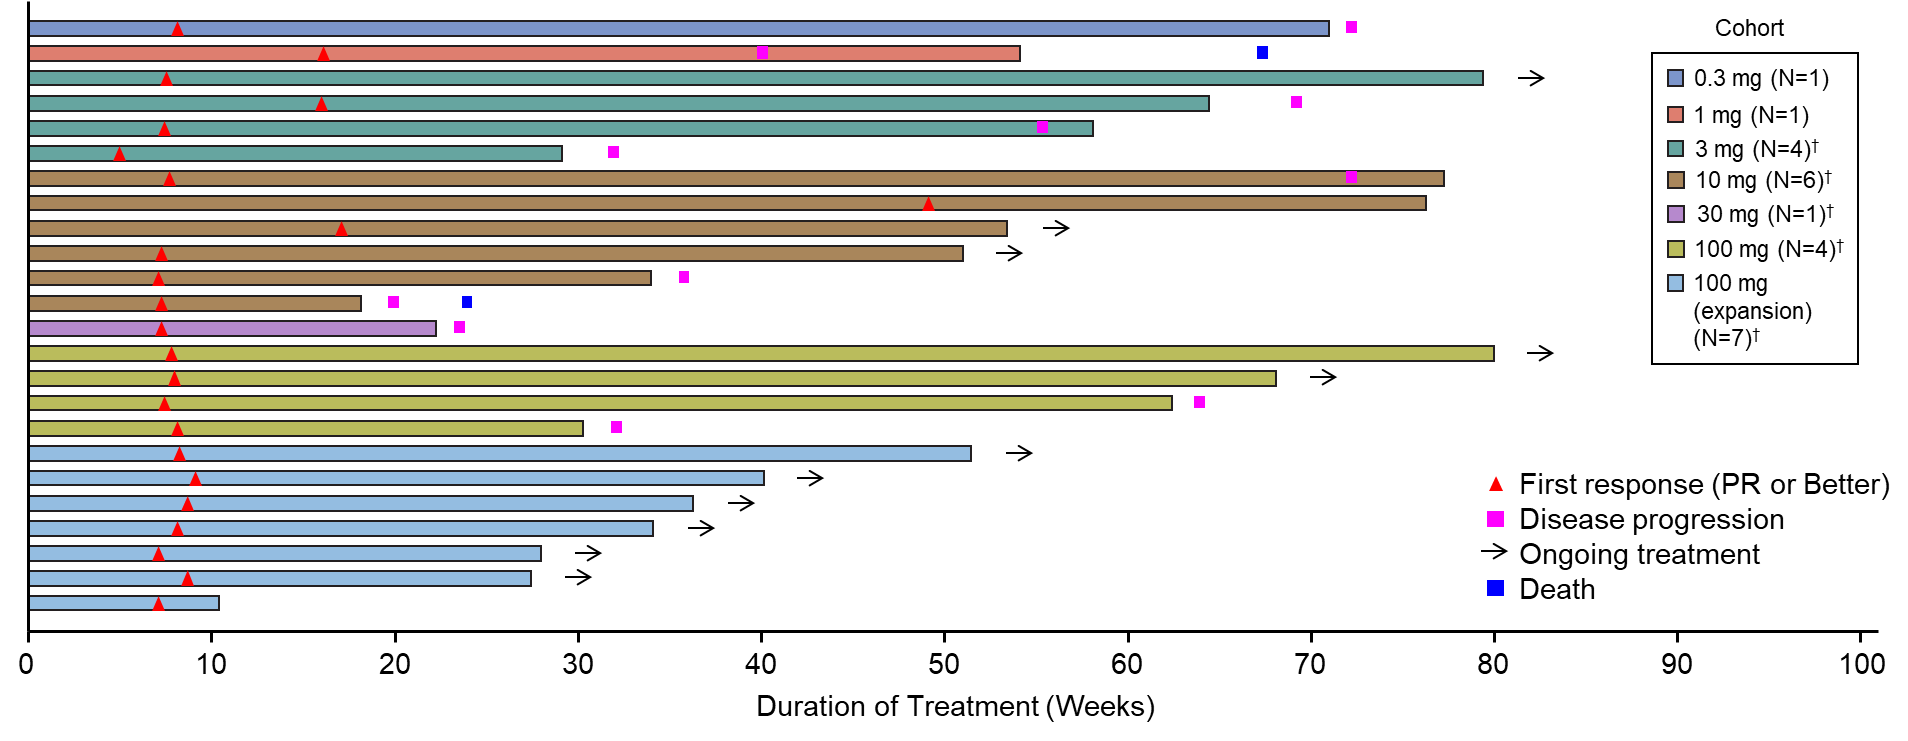 Cohort
0.3 mg (N=1)
1 mg (N=1)
3 mg (N=4)†
10 mg (N=6)†
30 mg (N=1)†
100 mg (N=4)†
100 mg
(expansion)
(N=7)†
First response (PR or Better)
Disease progression
Ongoing treatment
Death
0 10 20 30 40 50 60 70 80 90 100
Duration of Treatment (Weeks)